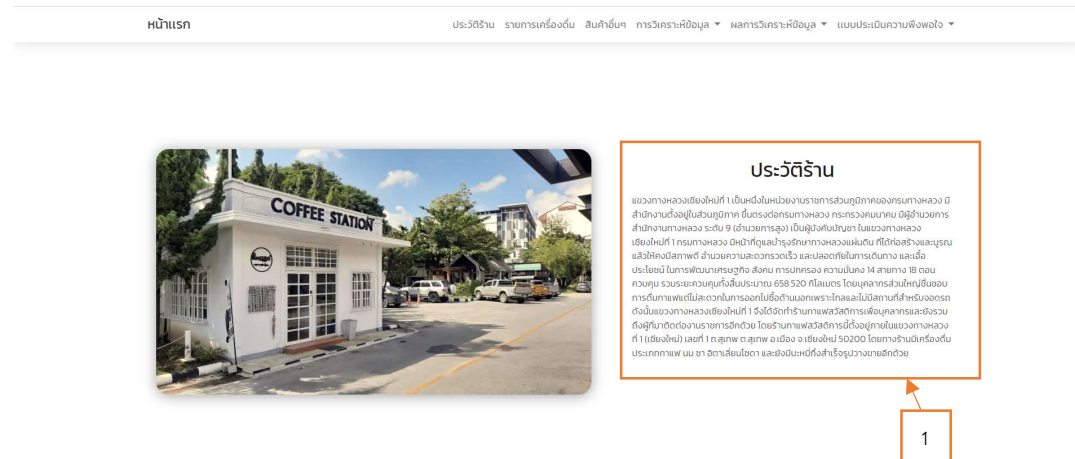 หน้าแรก
ประวัติร้าน รายการเครื่องดื่ม สินค้าอื่นๆ การวิเคราะห์ข้อมูล ผลการวิเคราะห์ข้อมูล แบบประเมินความพึงพอใจ
COFFEE STATION
ประวัติร้าน
แขวงทางหลวงเชียงใหม่ที่ 1 เป็นหนึ่งในหน่วยงานราชการส่วนภูมิภาคของกรมทางหลวง มี
สำนักงานตั้งอยู่ในส่วนภูมิภาค ขึ้นตรงต่อกรมทางหลวง กระทรวงคมนาคม มีผู้อำนวยการ
สำนักงานทางหลวง ระดับ 9 (อำนวยการสูง) เป็นผู้บังคับบัญชา ในแขวงทางหลวง
เชียงใหม่ที่ 1 กรมทางหลวง มีหน้าที่ดูแลบำรุงรักษาทางหลวงแผ่นดิน ที่ได้ก่อสร้างและบูรณ
แล้วให้คงมีสภาพดี อำนวยความสะดวกรวดเร็ว และปลอดภัยในการเดินทาง และเอื้อ
ประโยชน์ ในการพัฒนาเศรษฐกิจ สังคม การปกครอง ความมั่นคง 14 สายทาง 18 ตอน
ควบคุม รวมระยะควบคุมทั้งสิ้นประมาณ 658.520 กิโลเมตร โดยบุคลากรส่วนใหญ่ชื่นชอบ
การดื่มกาแฟแต่ไม่สะดวกในการออกไปซื้อด้านนอกเพราะไกลและไม่มีสถานที่สำหรับจอดรถ
ดังนั้นแขวงทางหลวงเชียงใหม่ที่ 1 จึงได้จัดทำร้านกาแฟสวัสดิการเพื่อบุคลากรและยังรวม
ถึงผู้ที่มาติดต่องานราชการอีกด้วย โดยร้านกาแฟสวัสดิการนี้ตั้งอยู่ภายในแขวงทางหลวง
ที่ 1 (เชียงใหม่) เลขที่ 1 ถ.สุเทพ ต.สุเทพ อ.เมือง จ.เชียงใหม่ 50200 โดยทางร้านมีเครื่องดื่ม
ประเภทกาแฟ นม ชา อิตาเลี่ยนโซดา และยังมีบะหมี่กึ่งสำเร็จรูปวางขายอีกด้วย
1